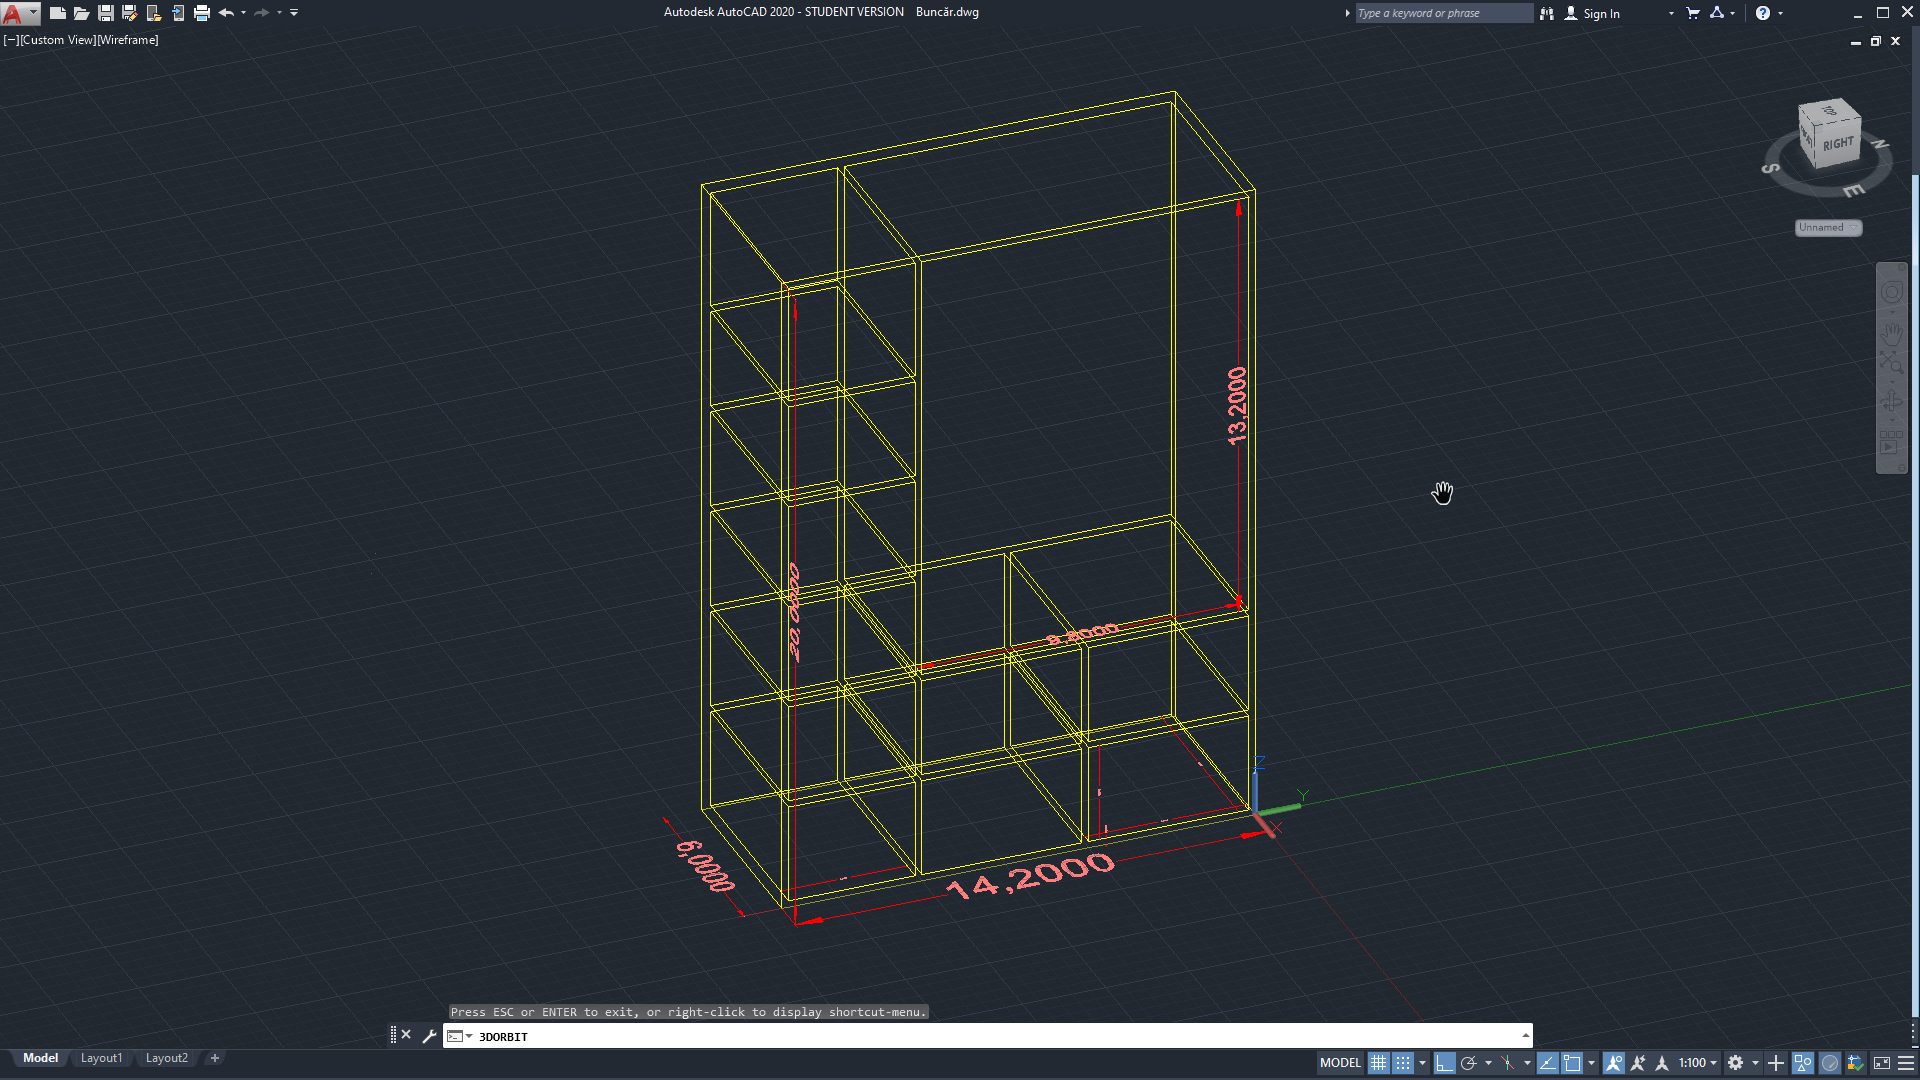 Autodesk AutoCAD 2020 - STUDENT VERSION Buncăr.dwg
Type a keyword or phrase
Sign In
[−][Custom View][Wireframe]
TOP
RIGHT
S
N
E
Unnamed
13,2000
20,0000
9,2000
Z
Y
X
6,0000
14,2000
Press ESC or ENTER to exit, or right-click to display shortcut-menu.
3DORBIT
Model Layout1 Layout2 +
MODEL
1:100